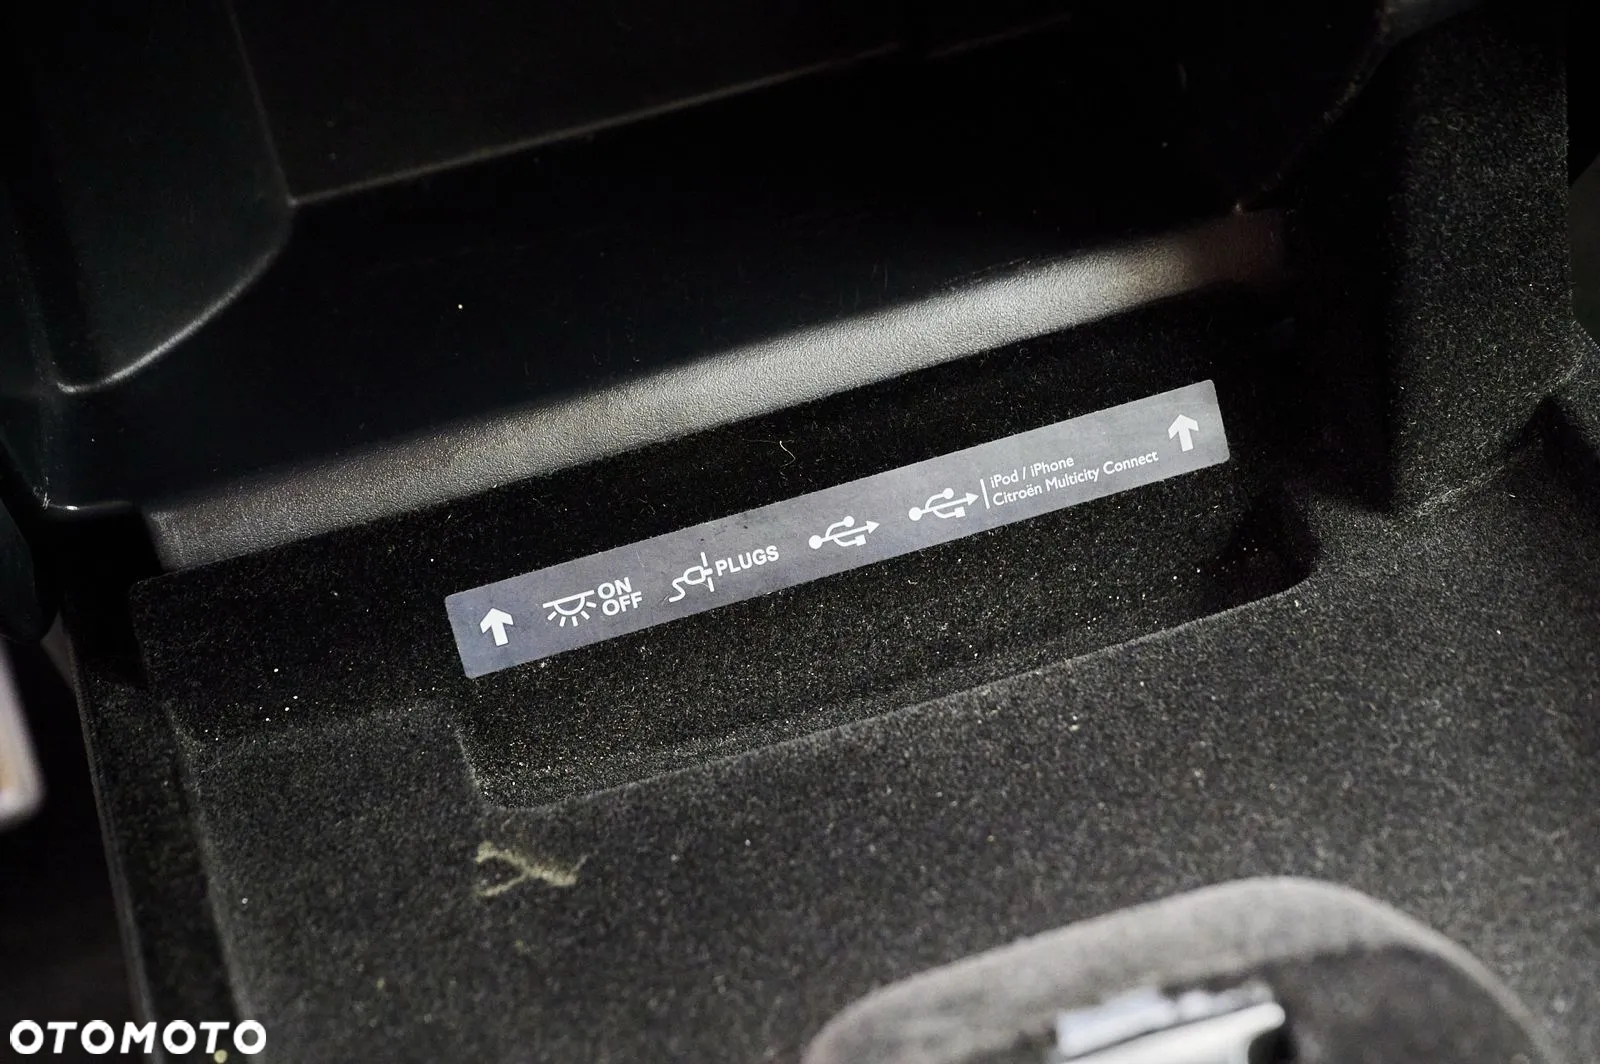 ON
OFF
PLUGS
iPod / iPhone
Citroën Multicity Connect
OTOMOTO